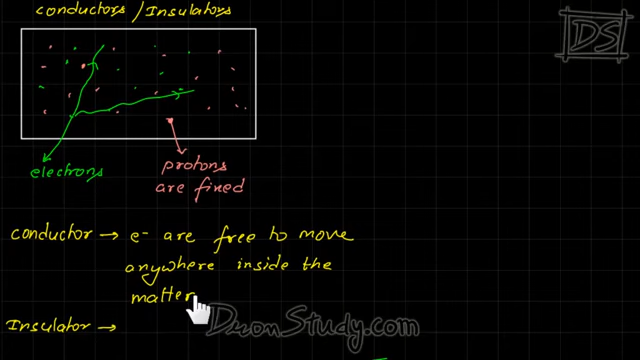 conductors / Insulators
DS
electrons
protons
are fixed
conductor → e- are free to move
anywhere inside the
matter
DronStudy.com
Insulator →